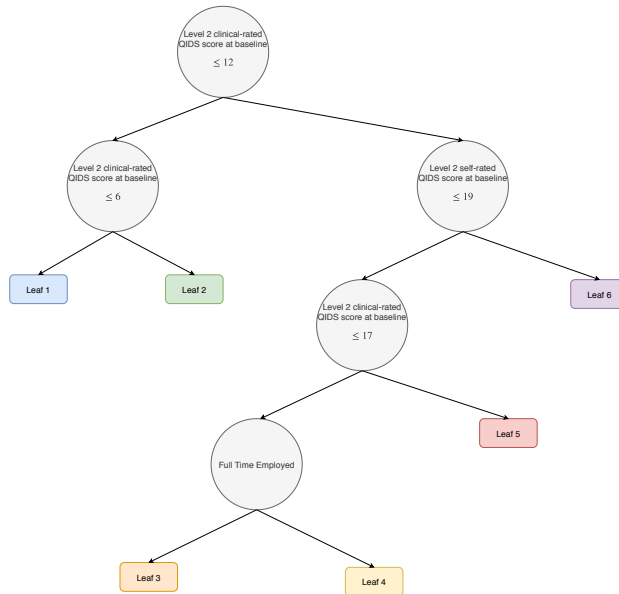 Level 2 clinical-rated
QIDS score at baseline
≤ 12
Level 2 clinical-rated
QIDS score at baseline
≤ 6
Level 2 self-rated
QIDS score at baseline
≤ 19
Leaf 1
Leaf 2
Level 2 clinical-rated
QIDS score at baseline
≤ 17
Leaf 6
Leaf 5
Full Time Employed
Leaf 3
Leaf 4